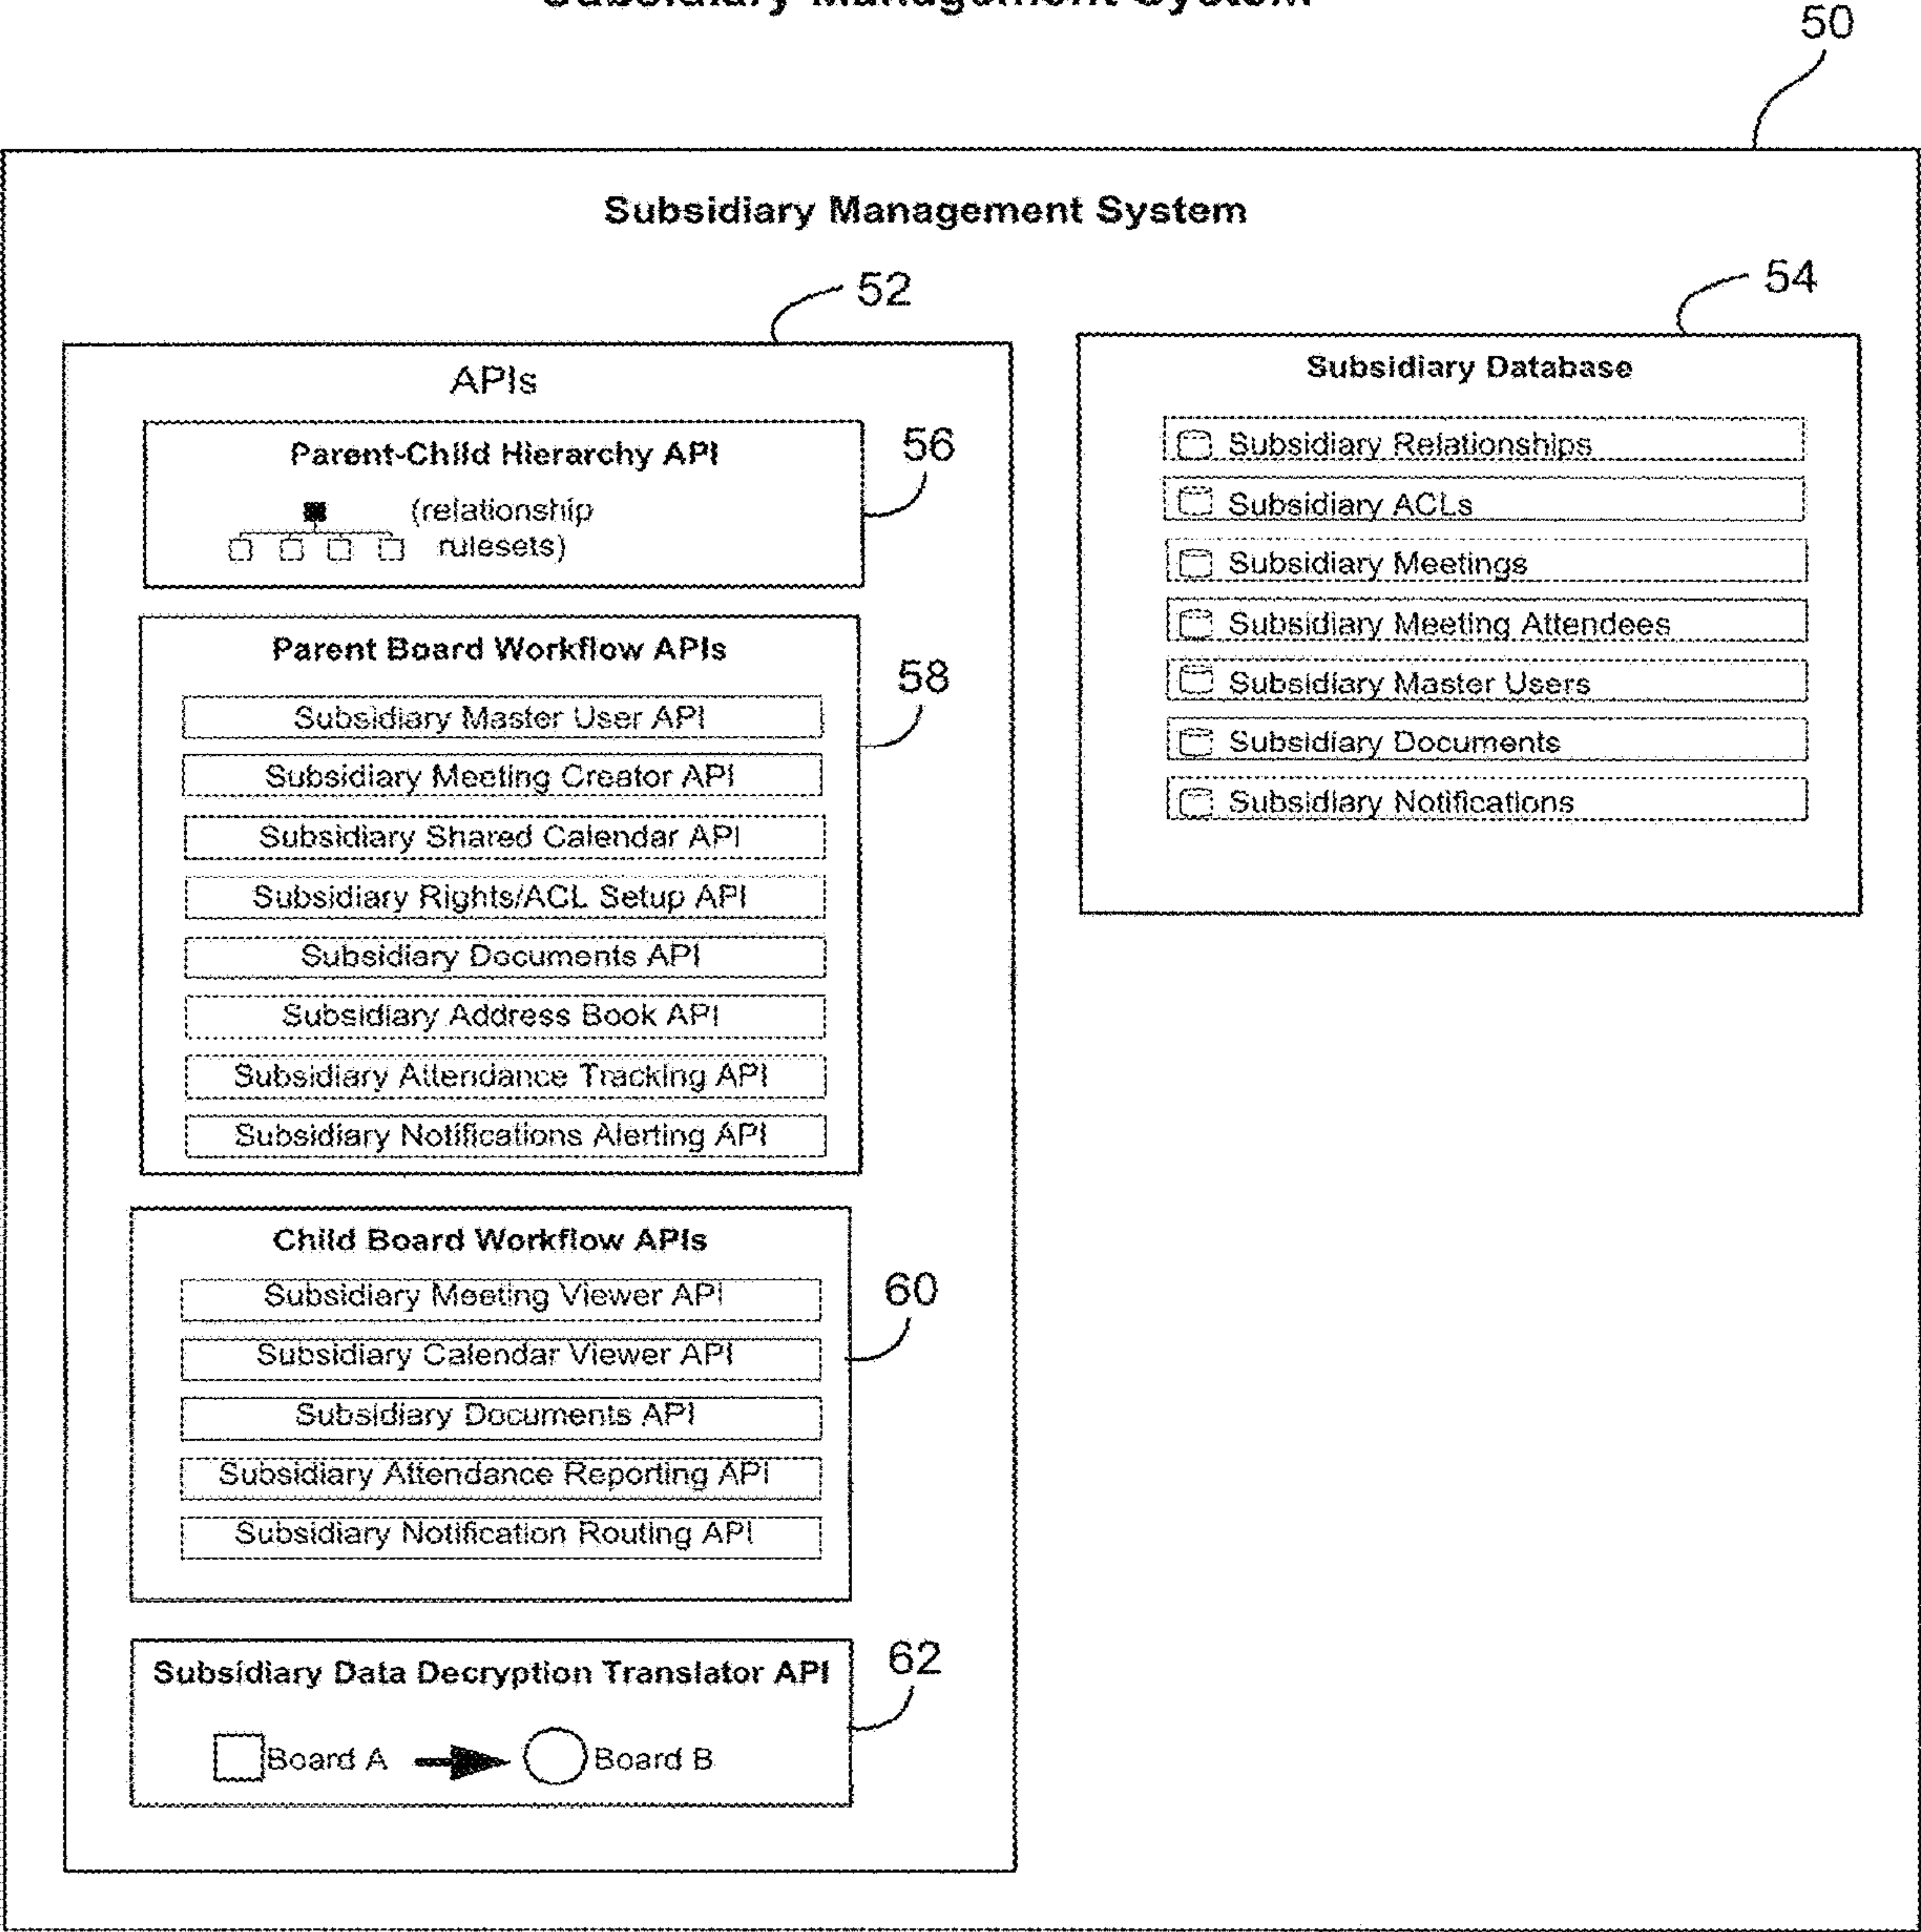 Subsidiary Management System
50
Subsidiary Management System
52
54
APIs
Parent-Child Hierarchy API
(relationship
rulesets)
56
Parent Board Workflow APIs
58
Subsidiary Master User API
Subsidiary Meeting Creator API
Subsidiary Shared Calendar API
Subsidiary Rights/ACL Setup API
Subsidiary Documents API
Subsidiary Address Book API
Subsidiary Attendance Tracking API
Subsidiary Notifications Alerting API
Child Board Workflow APIs
60
Subsidiary Meeting Viewer API
Subsidiary Calendar Viewer API
Subsidiary Documents API
Subsidiary Attendance Reporting API
Subsidiary Notification Routing API
Subsidiary Data Decryption Translator API
62
Board A
Board B
Subsidiary Database
Subsidiary Relationships
Subsidiary ACLs
Subsidiary Meetings
Subsidiary Meeting Attendees
Subsidiary Master Users
Subsidiary Documents
Subsidiary Notifications